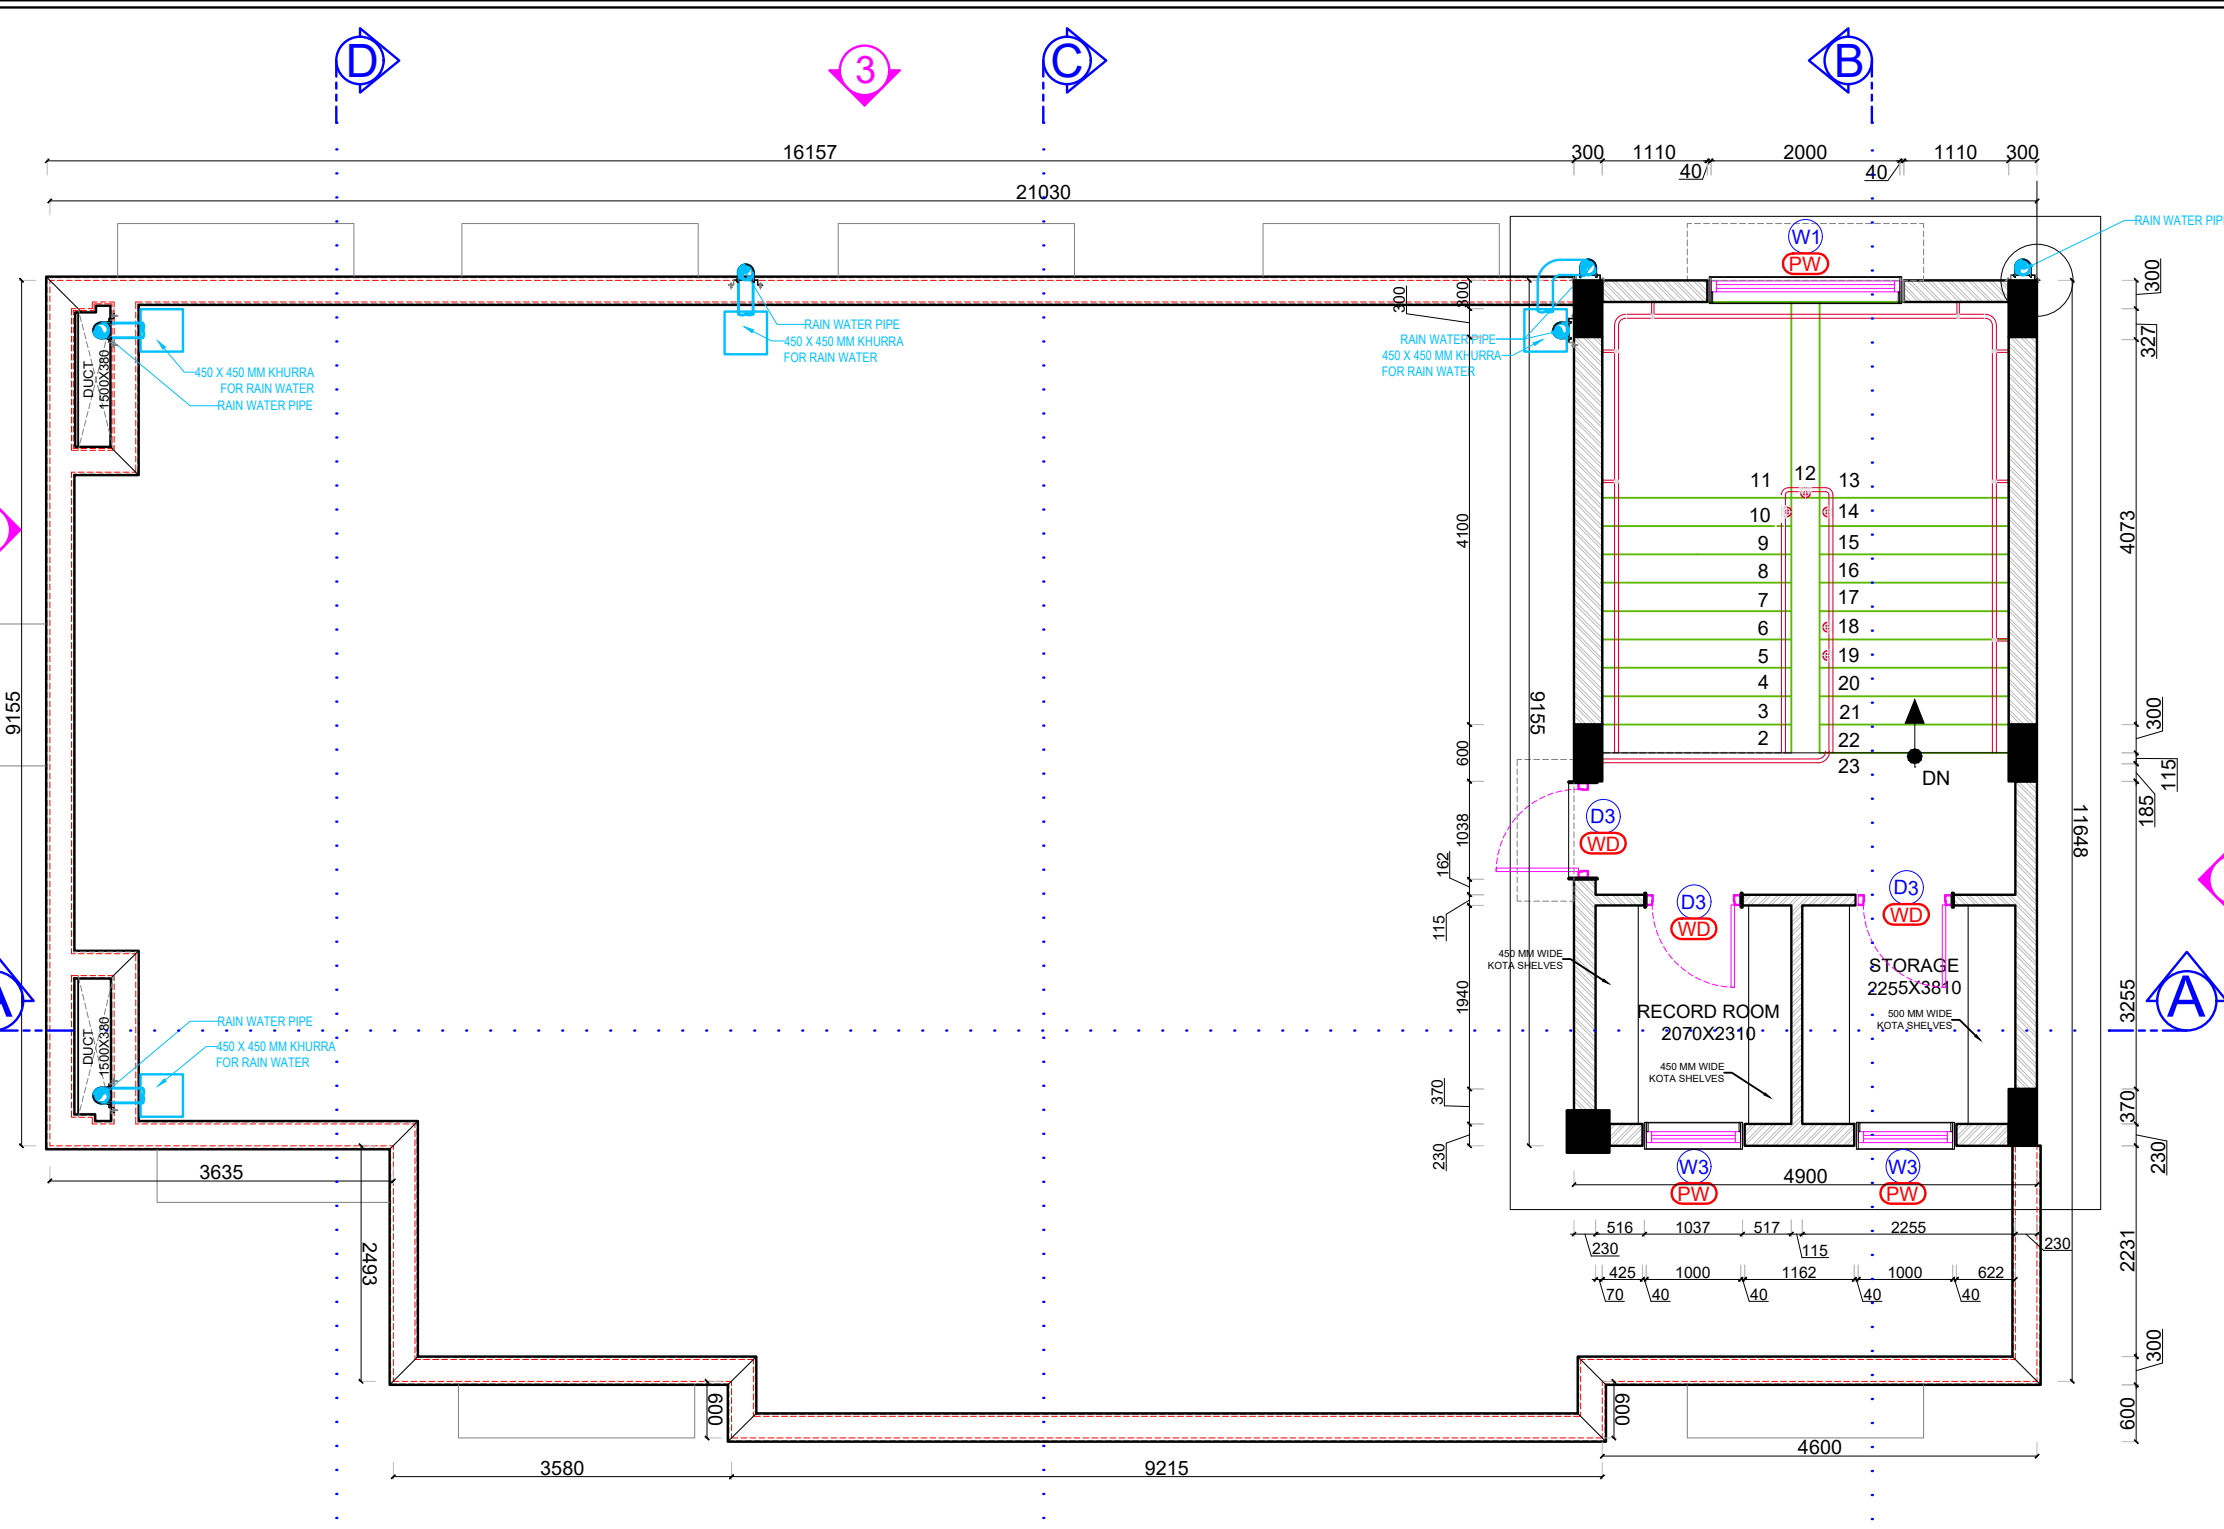 D
3
C
B
16157
300
1110
2000
1110
300
40
40
21030
RAIN WATER PIP
W1
PW
300
327
300
300
RAIN WATER PIPE
450 X 450 MM KHURRA
FOR RAIN WATER
RAIN WATER PIPE
450 X 450 MM KHURRA
FOR RAIN WATER
DUCT
1500X380
450 X 450 MM KHURRA
FOR RAIN WATER
RAIN WATER PIPE
11
12
13
10
14
9
15
8
16
7
17
6
18
5
19
4
20
3
21
2
22
23
DN
4100
4073
9155
9155
600
300
115
185
11648
1038
162
115
D3
WD
D3
WD
D3
WD
450 MM WIDE
KOTA SHELVES
STORAGE
2255X3810
RECORD ROOM
2070X2310
500 MM WIDE
KOTA SHELVES
450 MM WIDE
KOTA SHELVES
1940
3255
A
A
RAIN WATER PIPE
450 X 450 MM KHURRA
FOR RAIN WATER
DUCT
1500X380
370
230
370
230
W3
PW
W3
PW
3635
4900
516
1037
517
2255
230
115
230
425
1000
1162
1000
622
70
40
40
40
40
2493
2231
300
600
600
600
4600
3580
9215